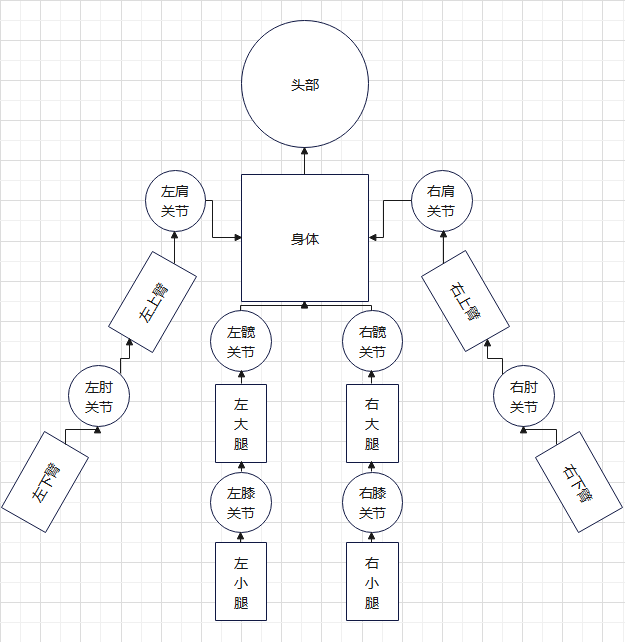 头部
左肩
关节
右肩
关节
身体
左上臂
右上臂
左髋
关节
右髋
关节
左肘
关节
右肘
关节
左
大
腿
右
大
腿
左下臂
右下臂
左膝
关节
右膝
关节
左
小
腿
右
小
腿